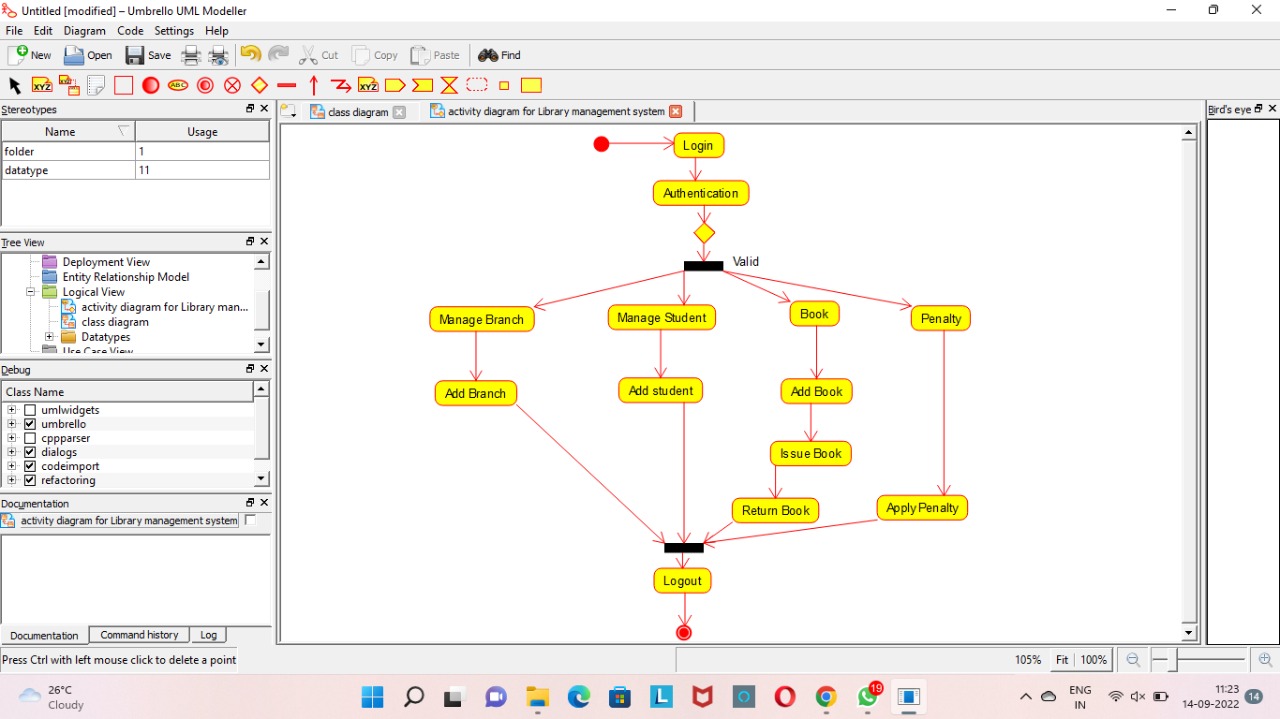 Untitled [modified] – Umbrello UML Modeller
File Edit Diagram Code Settings Help
New Open Save Cut Copy Paste Find
XYZ ABC XYZ
Stereotypes
Name Usage
folder 1
datatype 11
Tree View
Deployment View
Entity Relationship Model
Logical View
activity diagram for Library man...
class diagram
Datatypes
Use Case View
Debug
Class Name
umlwidgets
umbrello
cppparser
dialogs
codeimport
refactoring
Documentation
activity diagram for Library management system
Documentation Command history Log
Press Ctrl with left mouse click to delete a point
class diagram activity diagram for Library management system
Login
Authentication
Valid
Manage Branch Manage Student Book Penalty
Add Branch Add student Add Book
Issue Book
Return Book Apply Penalty
Logout
Bird's eye
105% Fit 100%
26°C
Cloudy
L
19
ENG
IN
11:23
14-09-2022
14